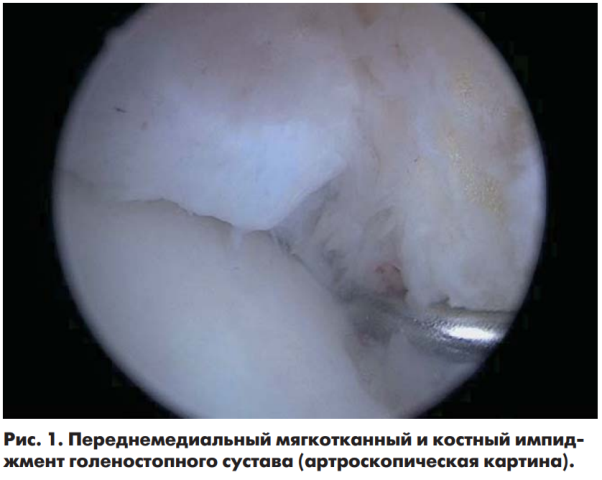 Рис. 1. Переднемедиальный мягкотканный и костный импид-
жмент голеностопного сустава (артроскопическая картина).